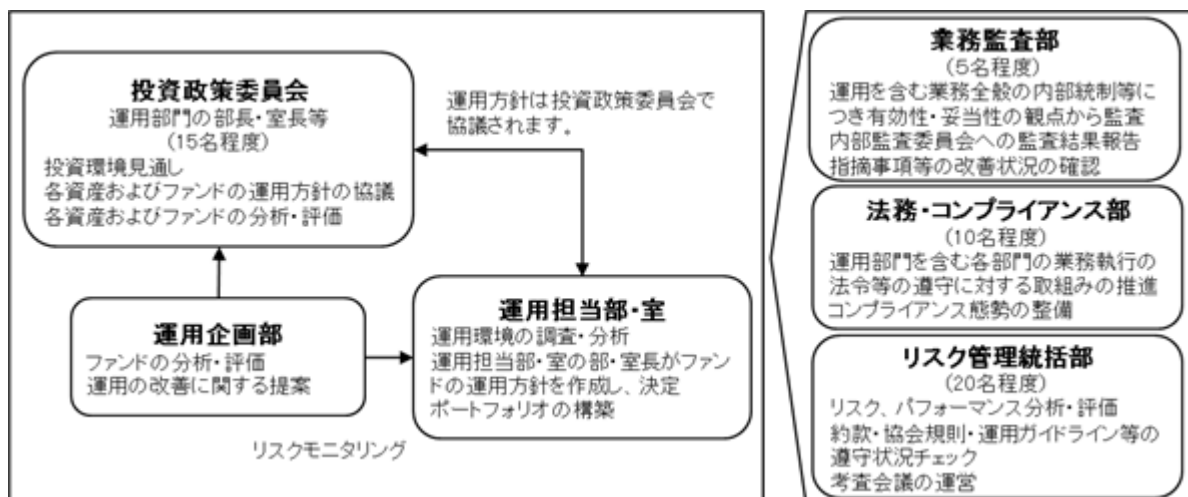 投資政策委員会
運用部門の部長・室長等
(15名程度)
投資環境見通し
各資産およびファンドの運用方針の協議
各資産およびファンドの分析・評価
運用方針は投資政策委員会で
協議されます。
運用企画部
ファンドの分析・評価
運用の改善に関する提案
運用担当部・室
運用環境の調査・分析
運用担当部・室の部・室長がファン
ドの運用方針を作成し、決定
ポートフォリオの構築
リスクモニタリング
業務監査部
(5名程度)
運用を含む業務全般の内部統制等に
つき有効性・妥当性の観点から監査
内部監査委員会への監査結果報告
指摘事項等の改善状況の確認
法務・コンプライアンス部
(10名程度)
運用部門を含む各部門の業務執行の
法令等の遵守に対する取組みの推進
コンプライアンス態勢の整備
リスク管理統括部
(20名程度)
リスク、パフォーマンス分析・評価
約款・協会規則・運用ガイドライン等の
遵守状況チェック
考査会議の運営